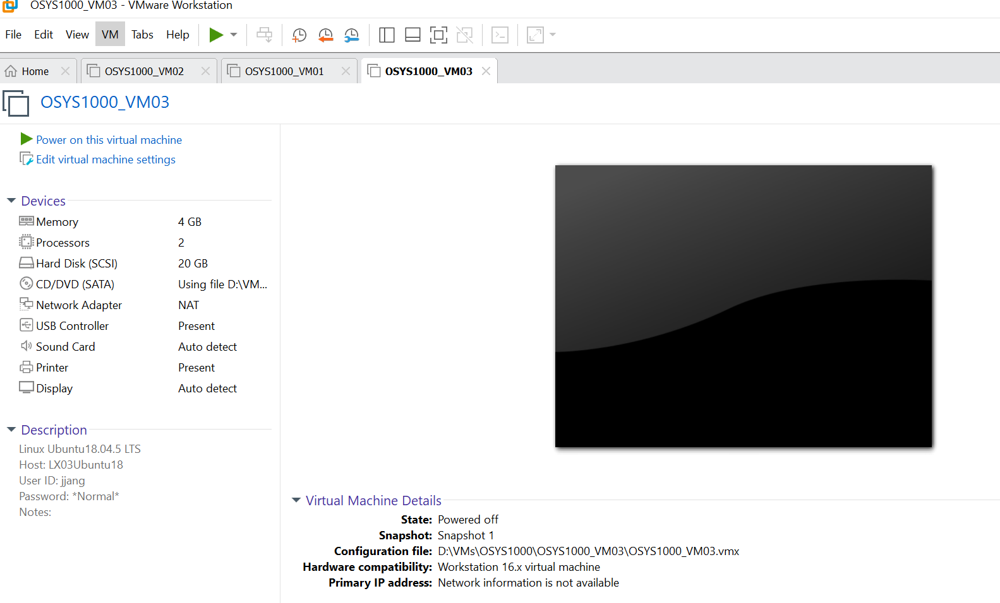 OSYS1000_VM03 - VMware Workstation
File Edit View VM Tabs Help
Home OSYS1000_VM02 OSYS1000_VM01 OSYS1000_VM03
OSYS1000_VM03
Power on this virtual machine
Edit virtual machine settings
Devices
Memory 4 GB
Processors 2
Hard Disk (SCSI) 20 GB
CD/DVD (SATA) Using file D:\VM...
Network Adapter NAT
USB Controller Present
Sound Card Auto detect
Printer Present
Display Auto detect
Description
Linux Ubuntu18.04.5 LTS
Host: LX03Ubuntu18
User ID: jjang
Password: *Normal*
Notes:
Virtual Machine Details
State: Powered off
Snapshot: Snapshot 1
Configuration file: D:\VMs\OSYS1000\OSYS1000_VM03\OSYS1000_VM03.vmx
Hardware compatibility: Workstation 16.x virtual machine
Primary IP address: Network information is not available